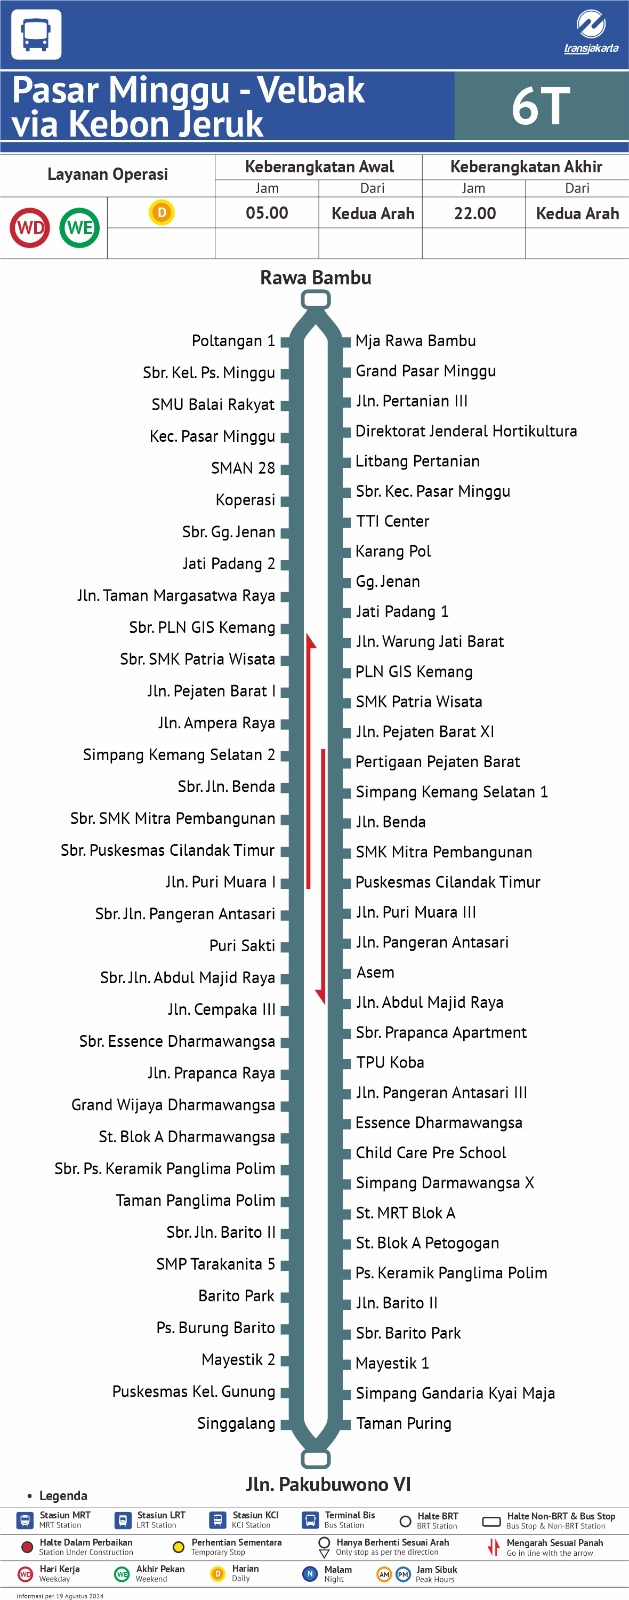 transjakarta
Pasar Minggu - Velbak
via Kebon Jeruk
6T
Layanan Operasi
Keberangkatan Awal
Keberangkatan Akhir
Jam
Dari
Jam
Dari
WD
WE
D
05.00
Kedua Arah
22.00
Kedua Arah
Rawa Bambu
Poltangan 1
Sbr. Kel. Ps. Minggu
SMU Balai Rakyat
Kec. Pasar Minggu
SMAN 28
Koperasi
Sbr. Gg. Jenan
Jati Padang 2
Jln. Taman Margasatwa Raya
Sbr. PLN GIS Kemang
Sbr. SMK Patria Wisata
Jln. Pejaten Barat I
Jln. Ampera Raya
Simpang Kemang Selatan 2
Sbr. Jln. Benda
Sbr. SMK Mitra Pembangunan
Sbr. Puskesmas Cilandak Timur
Jln. Puri Muara I
Sbr. Jln. Pangeran Antasari
Puri Sakti
Sbr. Jln. Abdul Majid Raya
Jln. Cempaka III
Sbr. Essence Dharmawangsa
Jln. Prapanca Raya
Grand Wijaya Dharmawangsa
St. Blok A Dharmawangsa
Sbr. Ps. Keramik Panglima Polim
Taman Panglima Polim
Sbr. Jln. Barito II
SMP Tarakanita 5
Barito Park
Ps. Burung Barito
Mayestik 2
Puskesmas Kel. Gunung
Singgalang
Mja Rawa Bambu
Grand Pasar Minggu
Jln. Pertanian III
Direktorat Jenderal Hortikultura
Litbang Pertanian
Sbr. Kec. Pasar Minggu
TTI Center
Karang Pol
Gg. Jenan
Jati Padang 1
Jln. Warung Jati Barat
PLN GIS Kemang
SMK Patria Wisata
Jln. Pejaten Barat XI
Pertigaan Pejaten Barat
Simpang Kemang Selatan 1
Jln. Benda
SMK Mitra Pembangunan
Puskesmas Cilandak Timur
Jln. Puri Muara III
Jln. Pangeran Antasari
Asem
Jln. Abdul Majid Raya
Sbr. Prapanca Apartment
TPU Koba
Jln. Pangeran Antasari III
Essence Dharmawangsa
Child Care Pre School
Simpang Darmawangsa X
St. MRT Blok A
St. Blok A Petogogan
Ps. Keramik Panglima Polim
Jln. Barito II
Sbr. Barito Park
Mayestik 1
Simpang Gandaria Kyai Maja
Taman Puring
Jln. Pakubuwono VI
• Legenda
Stasiun MRT
MRT Station
Stasiun LRT
LRT Station
Stasiun KCI
KCI Station
Terminal Bis
Bus Station
Halte BRT
BRT Station
Halte Non-BRT & Bus Stop
Bus Stop & Non-BRT Station
Halte Dalam Perbaikan
Station Under Construction
Perhentian Sementara
Temporary Stop
Hanya Berhenti Sesuai Arah
Only stop as per the direction
Mengarah Sesuai Panah
Go in line with the arrow
WD
Hari Kerja
Weekday
WE
Akhir Pekan
Weekend
D
Harian
Daily
N
Malam
Night
AM
PM
Jam Sibuk
Peak Hours
Informasi per 19 Agustus 2024